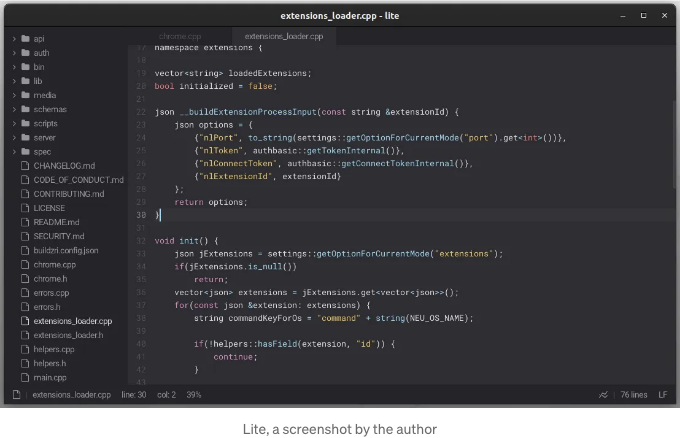 extensions_loader.cpp - lite
chrome.cpp extensions_loader.cpp
api
auth
bin
lib
media
schemas
scripts
server
spec
CHANGELOG.md
CODE_OF_CONDUCT.md
CONTRIBUTING.md
LICENSE
README.md
SECURITY.md
buildzri.config.json
chrome.cpp
chrome.h
errors.cpp
errors.h
extensions_loader.cpp
extensions_loader.h
helpers.cpp
helpers.h
main.cpp
17 namespace extensions {
18
19 vector<string> loadedExtensions;
20 bool initialized = false;
21
22 json __buildExtensionProcessInput(const string &extensionId) {
23 json options = {
24 {"nlPort", to_string(settings::getOptionForCurrentMode("port").get<int>())},
25 {"nlToken", authbasic::getTokenInternal()},
26 {"nlConnectToken", authbasic::getConnectTokenInternal()},
27 {"nlExtensionId", extensionId}
28 };
29 return options;
30 }
31
32 void init() {
33 json jExtensions = settings::getOptionForCurrentMode("extensions");
34 if(jExtensions.is_null())
35 return;
36 vector<json> extensions = jExtensions.get<vector<json>>();
37 for(const json &extension: extensions) {
38 string commandKeyForOs = "command" + string(NEU_OS_NAME);
39
40 if(!helpers::hasField(extension, "id")) {
41 continue;
42 }
43
extensions_loader.cpp line: 30 col: 2 39% 76 lines LF
Lite, a screenshot by the author